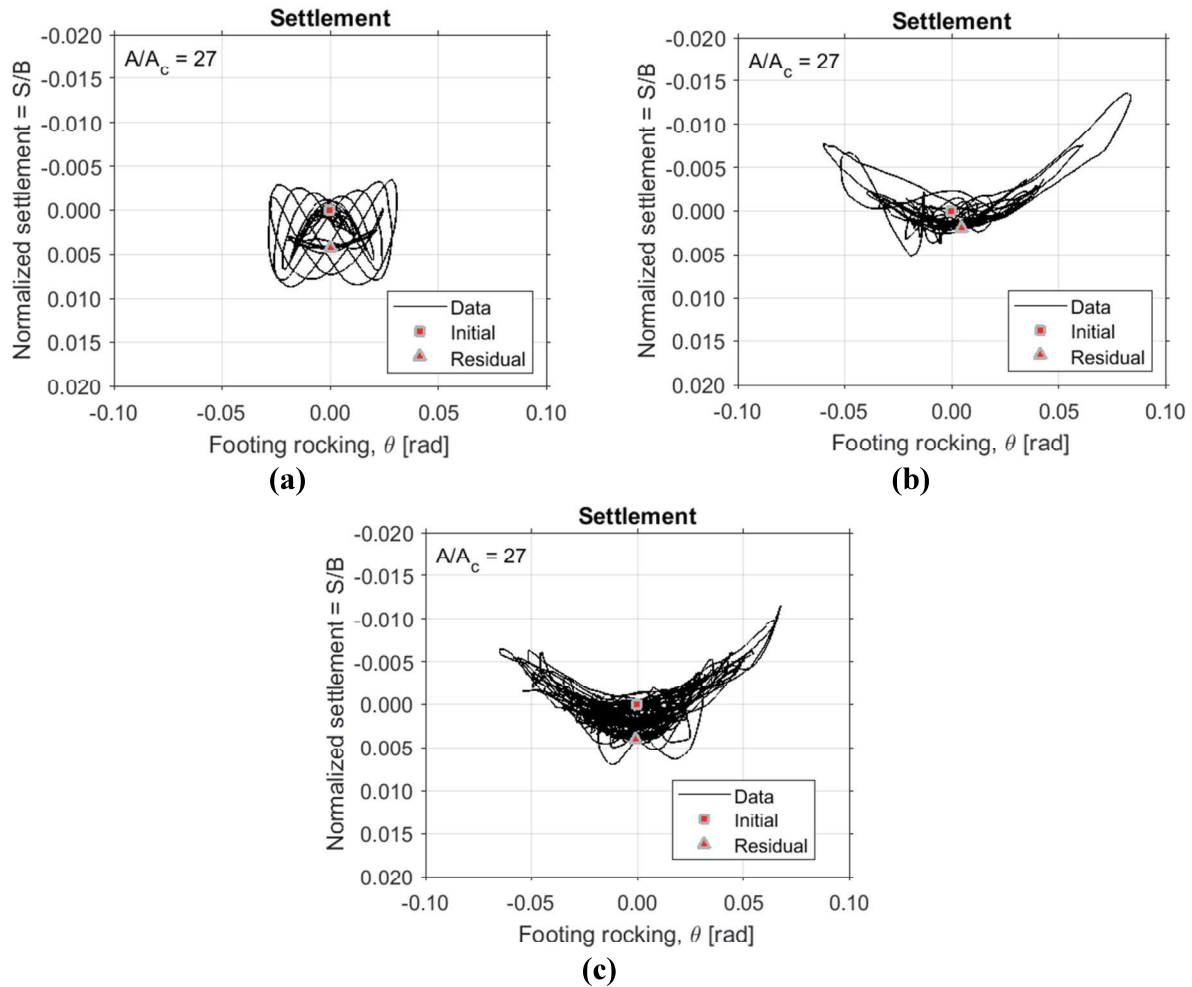 Settlement
A/Ac = 27
Normalized settlement = S/B
-0.020
-0.015
-0.010
-0.005
0.000
0.005
0.010
0.015
0.020
Data
Initial
Residual
-0.10
-0.05
0.00
0.05
0.10
Footing rocking, θ [rad]
(a)
Settlement
A/Ac = 27
Normalized settlement = S/B
-0.020
-0.015
-0.010
-0.005
0.000
0.005
0.010
0.015
0.020
Data
Initial
Residual
-0.10
-0.05
0.00
0.05
0.10
Footing rocking, θ [rad]
(b)
Settlement
A/Ac = 27
Normalized settlement = S/B
-0.020
-0.015
-0.010
-0.005
0.000
0.005
0.010
0.015
0.020
Data
Initial
Residual
-0.10
-0.05
0.00
0.05
0.10
Footing rocking, θ [rad]
(c)